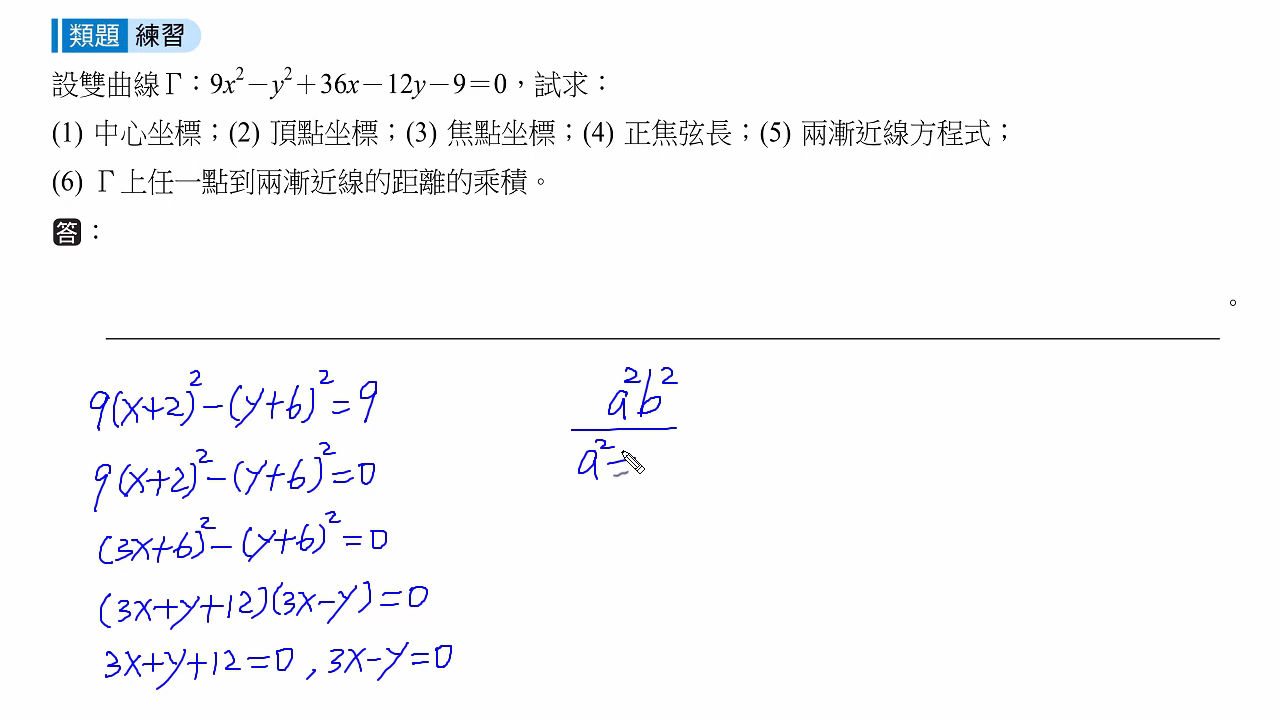 類題 練習
設雙曲線Γ：9x²－y²＋36x－12y－9＝0，試求：
(1) 中心坐標；(2) 頂點坐標；(3) 焦點坐標；(4) 正焦弦長；(5) 兩漸近線方程式；
(6) Γ上任一點到兩漸近線的距離的乘積。
答：
。
9(x+2)²-(y+6)²=9
9(x+2)²-(y+6)²=0
(3x+6)²-(y+6)²=0
(3x+y+12)(3x-y)=0
3x+y+12=0, 3x-y=0
a²b²
a²